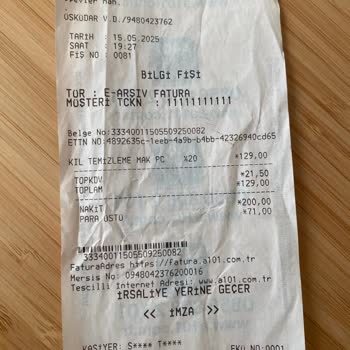 ÜSKÜDAR V.D./9480423762
TARİH : 15.05.2025
SAAT : 19:27
FİŞ NO : 0081
BİLGİ FİŞİ
TÜR : E-ARŞİV FATURA
MÜŞTERİ TCKN : 11111111111
Belge No:33340011505509250082
ETTN NO:4892635c-1eeb-4a9b-b4bb-42326940cd65
KIL TEMİZLEME MAK PC %20 *129,00
TOPKDV *21,50
TOPLAM *129,00
NAKİT *200,00
PARA ÜSTÜ *71,00
33340011505509250082
FaturaAdres https://fatura.a101.com.tr
Mersis No: 0948042376200016
Tescilli Internet Adresi: www.a101.com.tr
İRSALİYE YERİNE GEÇER
<< İMZA >>
KASİYER: S**** T****
EKÜ NO:0001